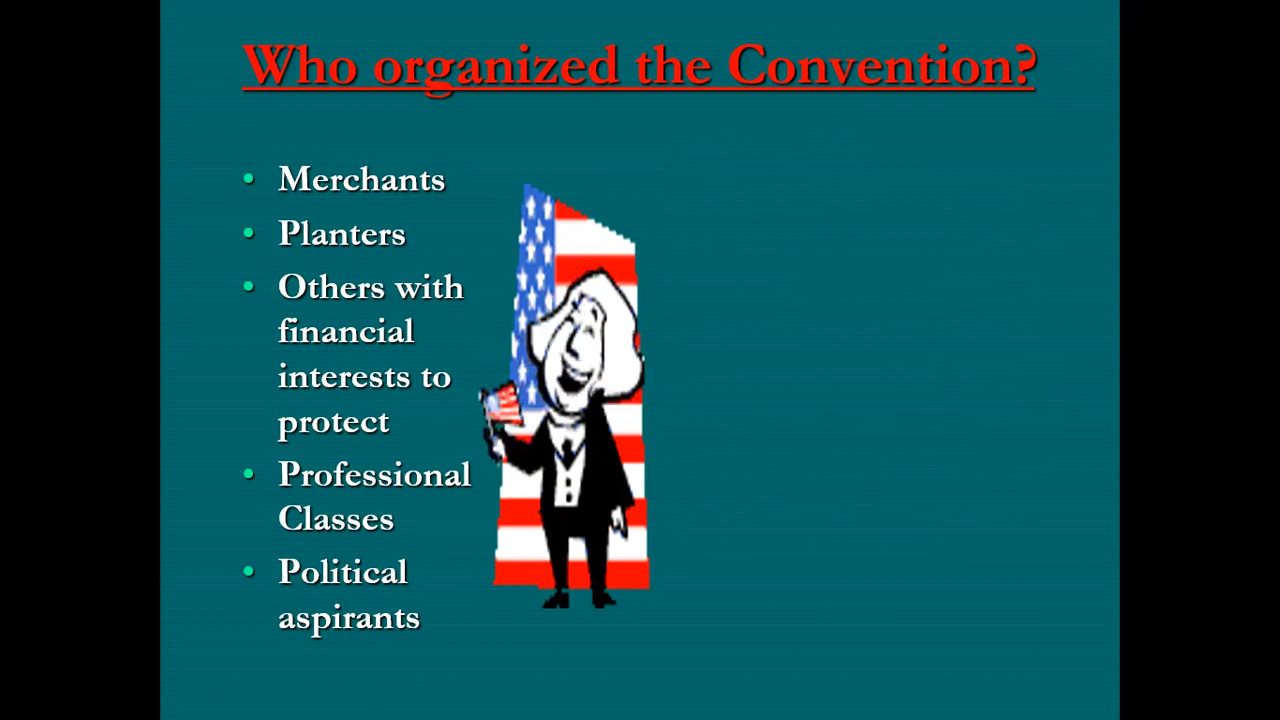 Who organized the Convention?
• Merchants
• Planters
• Others with
financial
interests to
protect
• Professional
Classes
• Political
aspirants